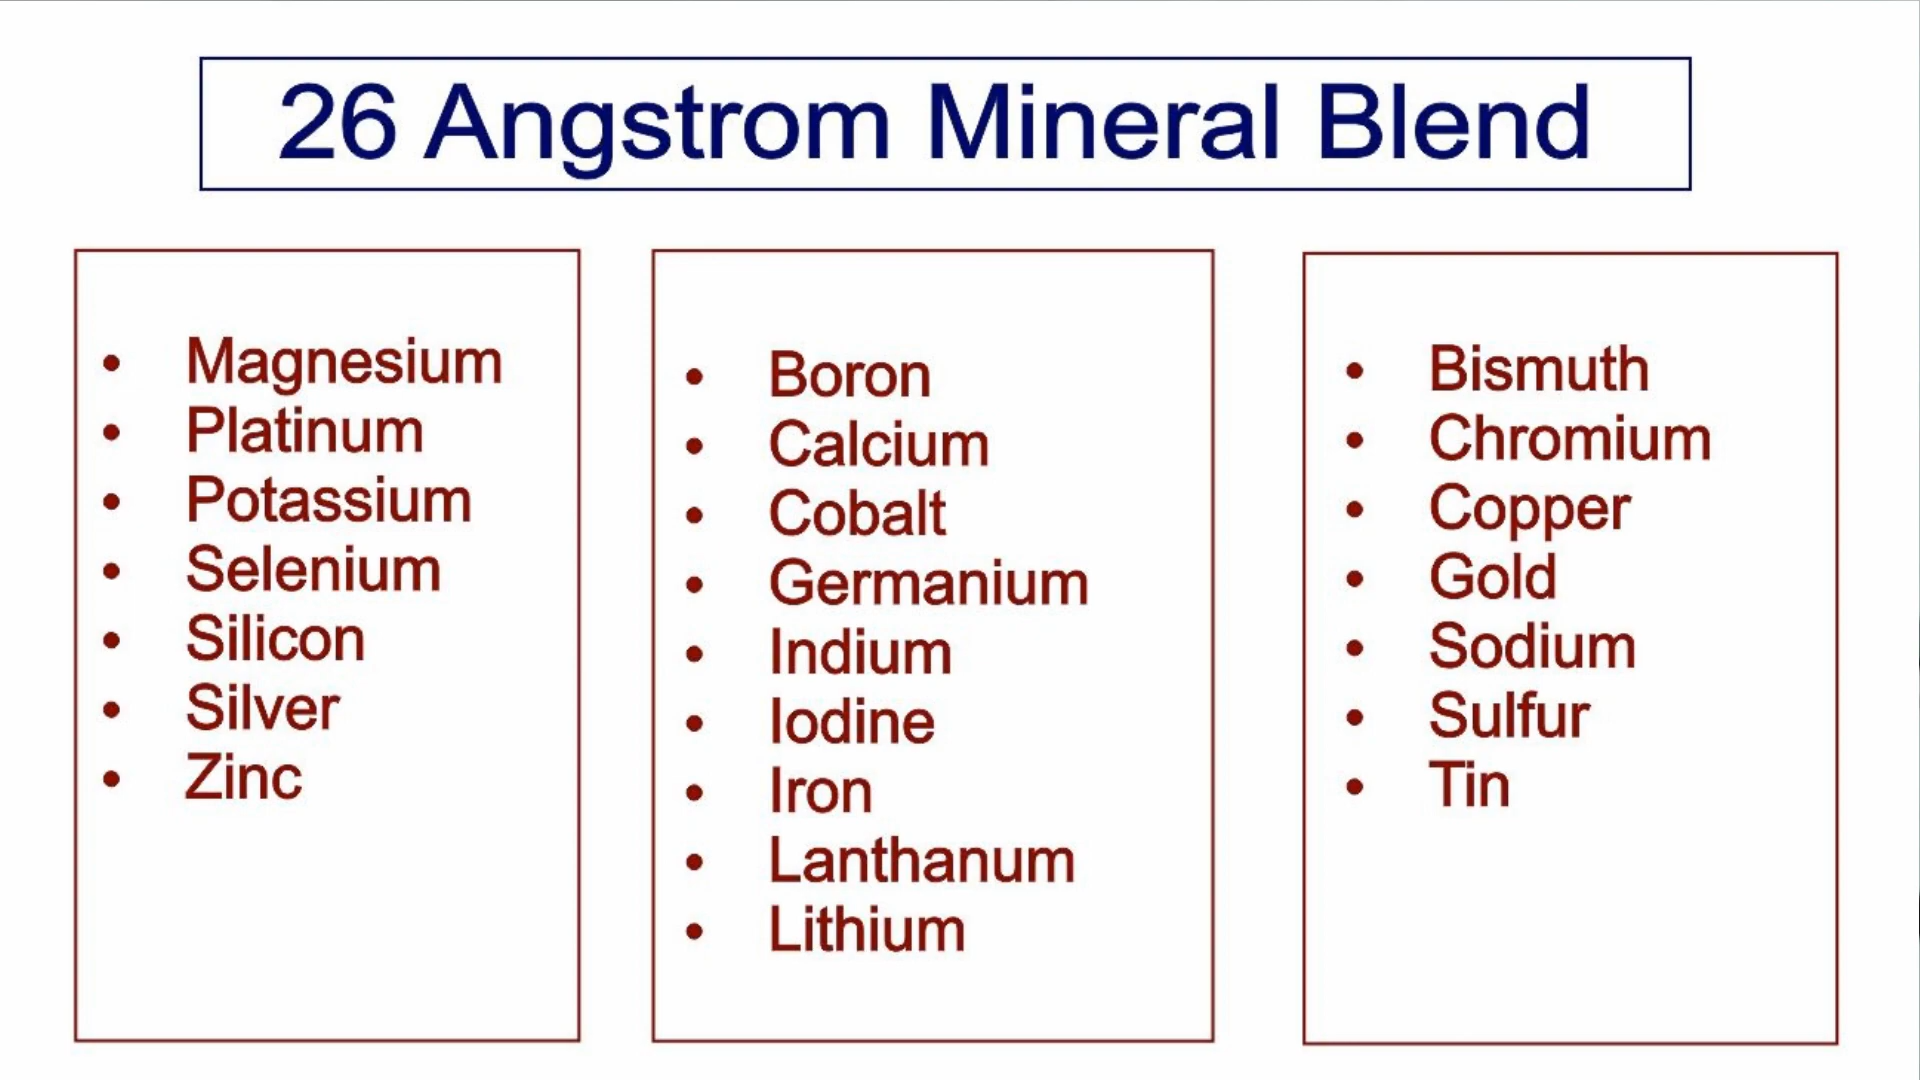 26 Angstrom Mineral Blend
• Magnesium
• Platinum
• Potassium
• Selenium
• Silicon
• Silver
• Zinc
• Boron
• Calcium
• Cobalt
• Germanium
• Indium
• Iodine
• Iron
• Lanthanum
• Lithium
• Bismuth
• Chromium
• Copper
• Gold
• Sodium
• Sulfur
• Tin